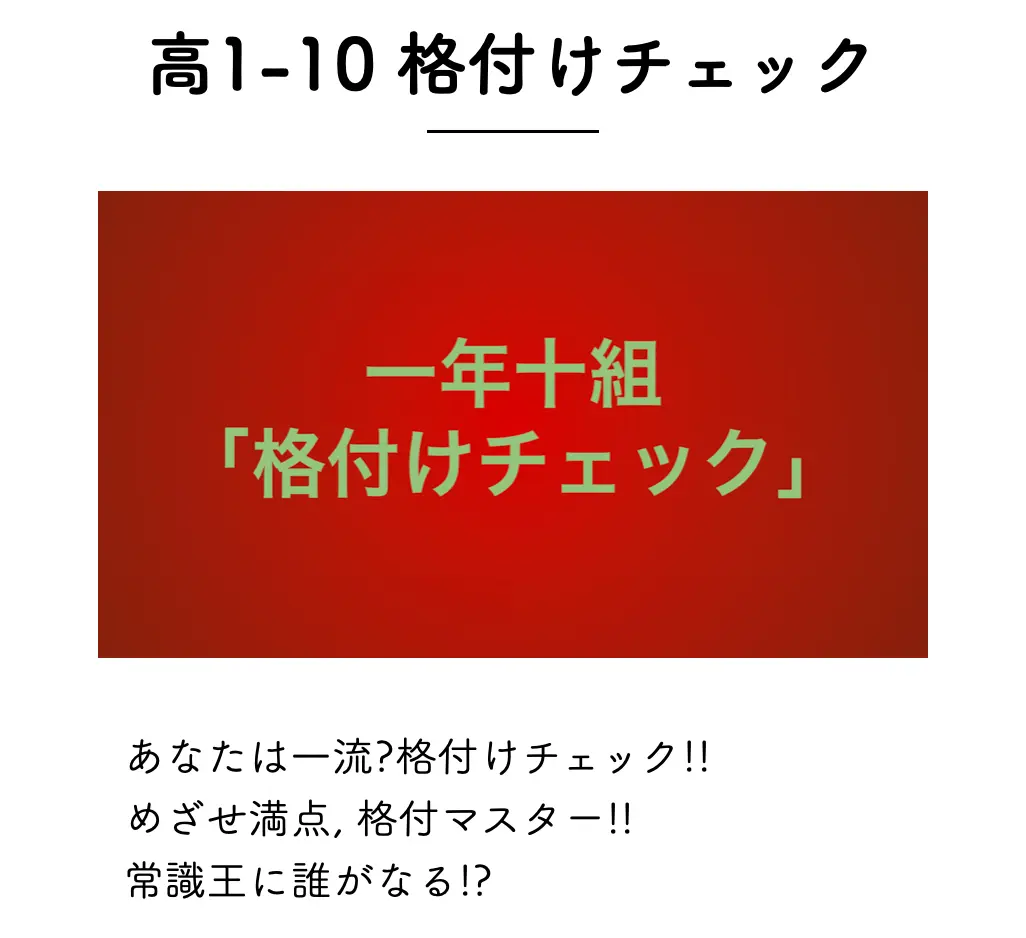 高1-10 格付けチェック
一年十組
「格付けチェック」
あなたは一流?格付けチェック!!
めざせ満点, 格付マスター!!
常識王に誰がなる!?